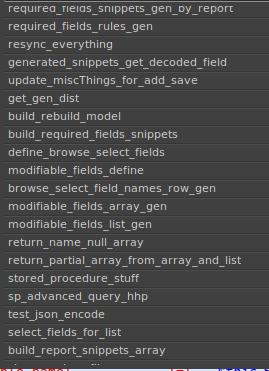 required_fields_snippets_gen_by_report
required_fields_rules_gen
resync_everything
generated_snippets_get_decoded_field
update_miscThings_for_add_save
get_gen_dist
build_rebuild_model
build_required_fields_snippets
define_browse_select_fields
modifiable_fields_define
browse_select_field_names_row_gen
modifiable_fields_array_gen
modifiable_fields_list_gen
return_name_null_array
return_partial_array_from_array_and_list
stored_procedure_stuff
sp_advanced_query_hhp
test_json_encode
select_fields_for_list
build_report_snippets_array